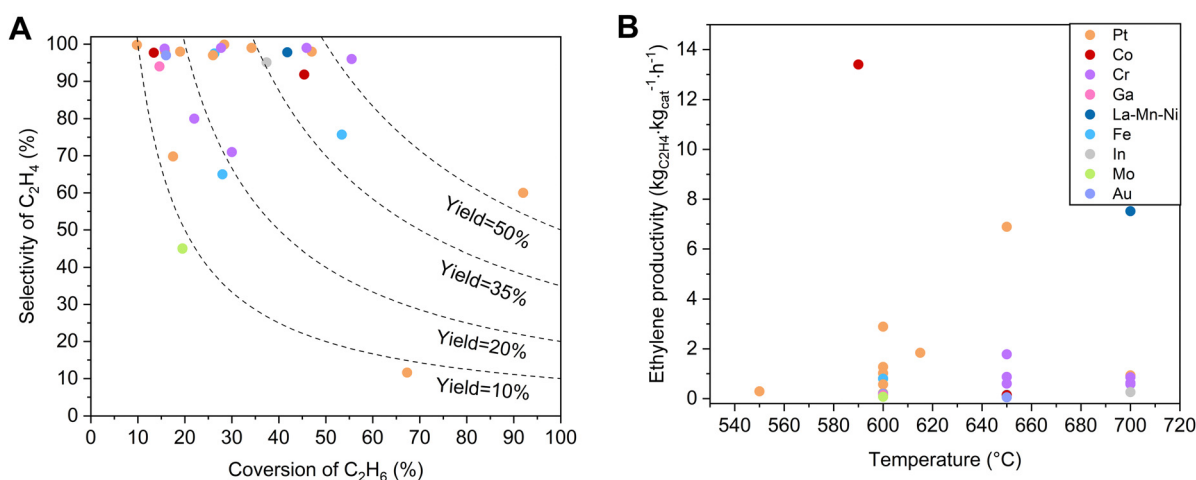 A
Selectivity of C₂H₄ (%)
100
90
80
70
60
50
40
30
20
10
0
Yield=50%
Yield=35%
Yield=20%
Yield=10%
0 10 20 30 40 50 60 70 80 90 100
Coversion of C₂H₆ (%)
B
Ethylene productivity (kg_C2H4·kg_cat⁻¹·h⁻¹)
14
12
10
8
6
4
2
0
Pt
Co
Cr
Ga
La-Mn-Ni
Fe
In
Mo
Au
540 560 580 600 620 640 660 680 700 720
Temperature (°C)